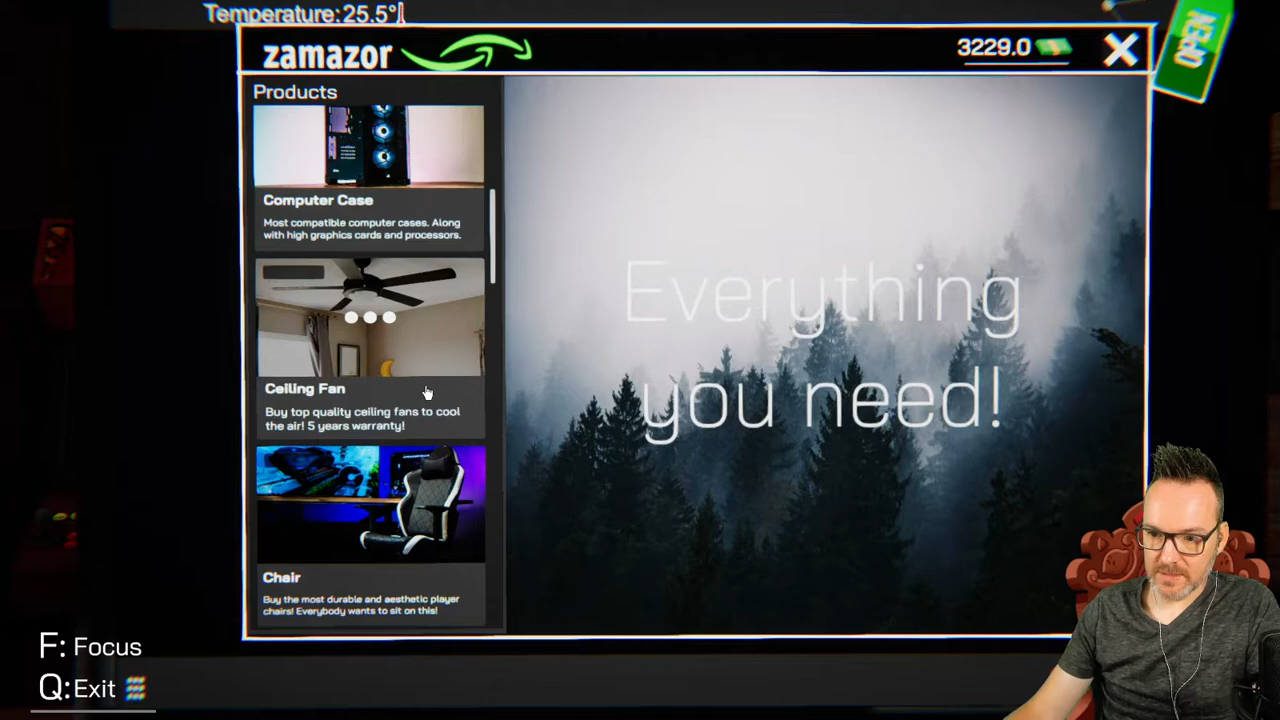 Temperature: 25.5°
OPEN
zamazor
3229.0
X
Products
Computer Case
Most compatible computer cases. Along
with high graphics cards and processors.
Ceiling Fan
Buy top quality ceiling fans to cool
the air! 5 years warranty!
Chair
Buy the most durable and aesthetic player
chairs! Everybody wants to sit on this!
Everything
you need!
F: Focus
Q: Exit